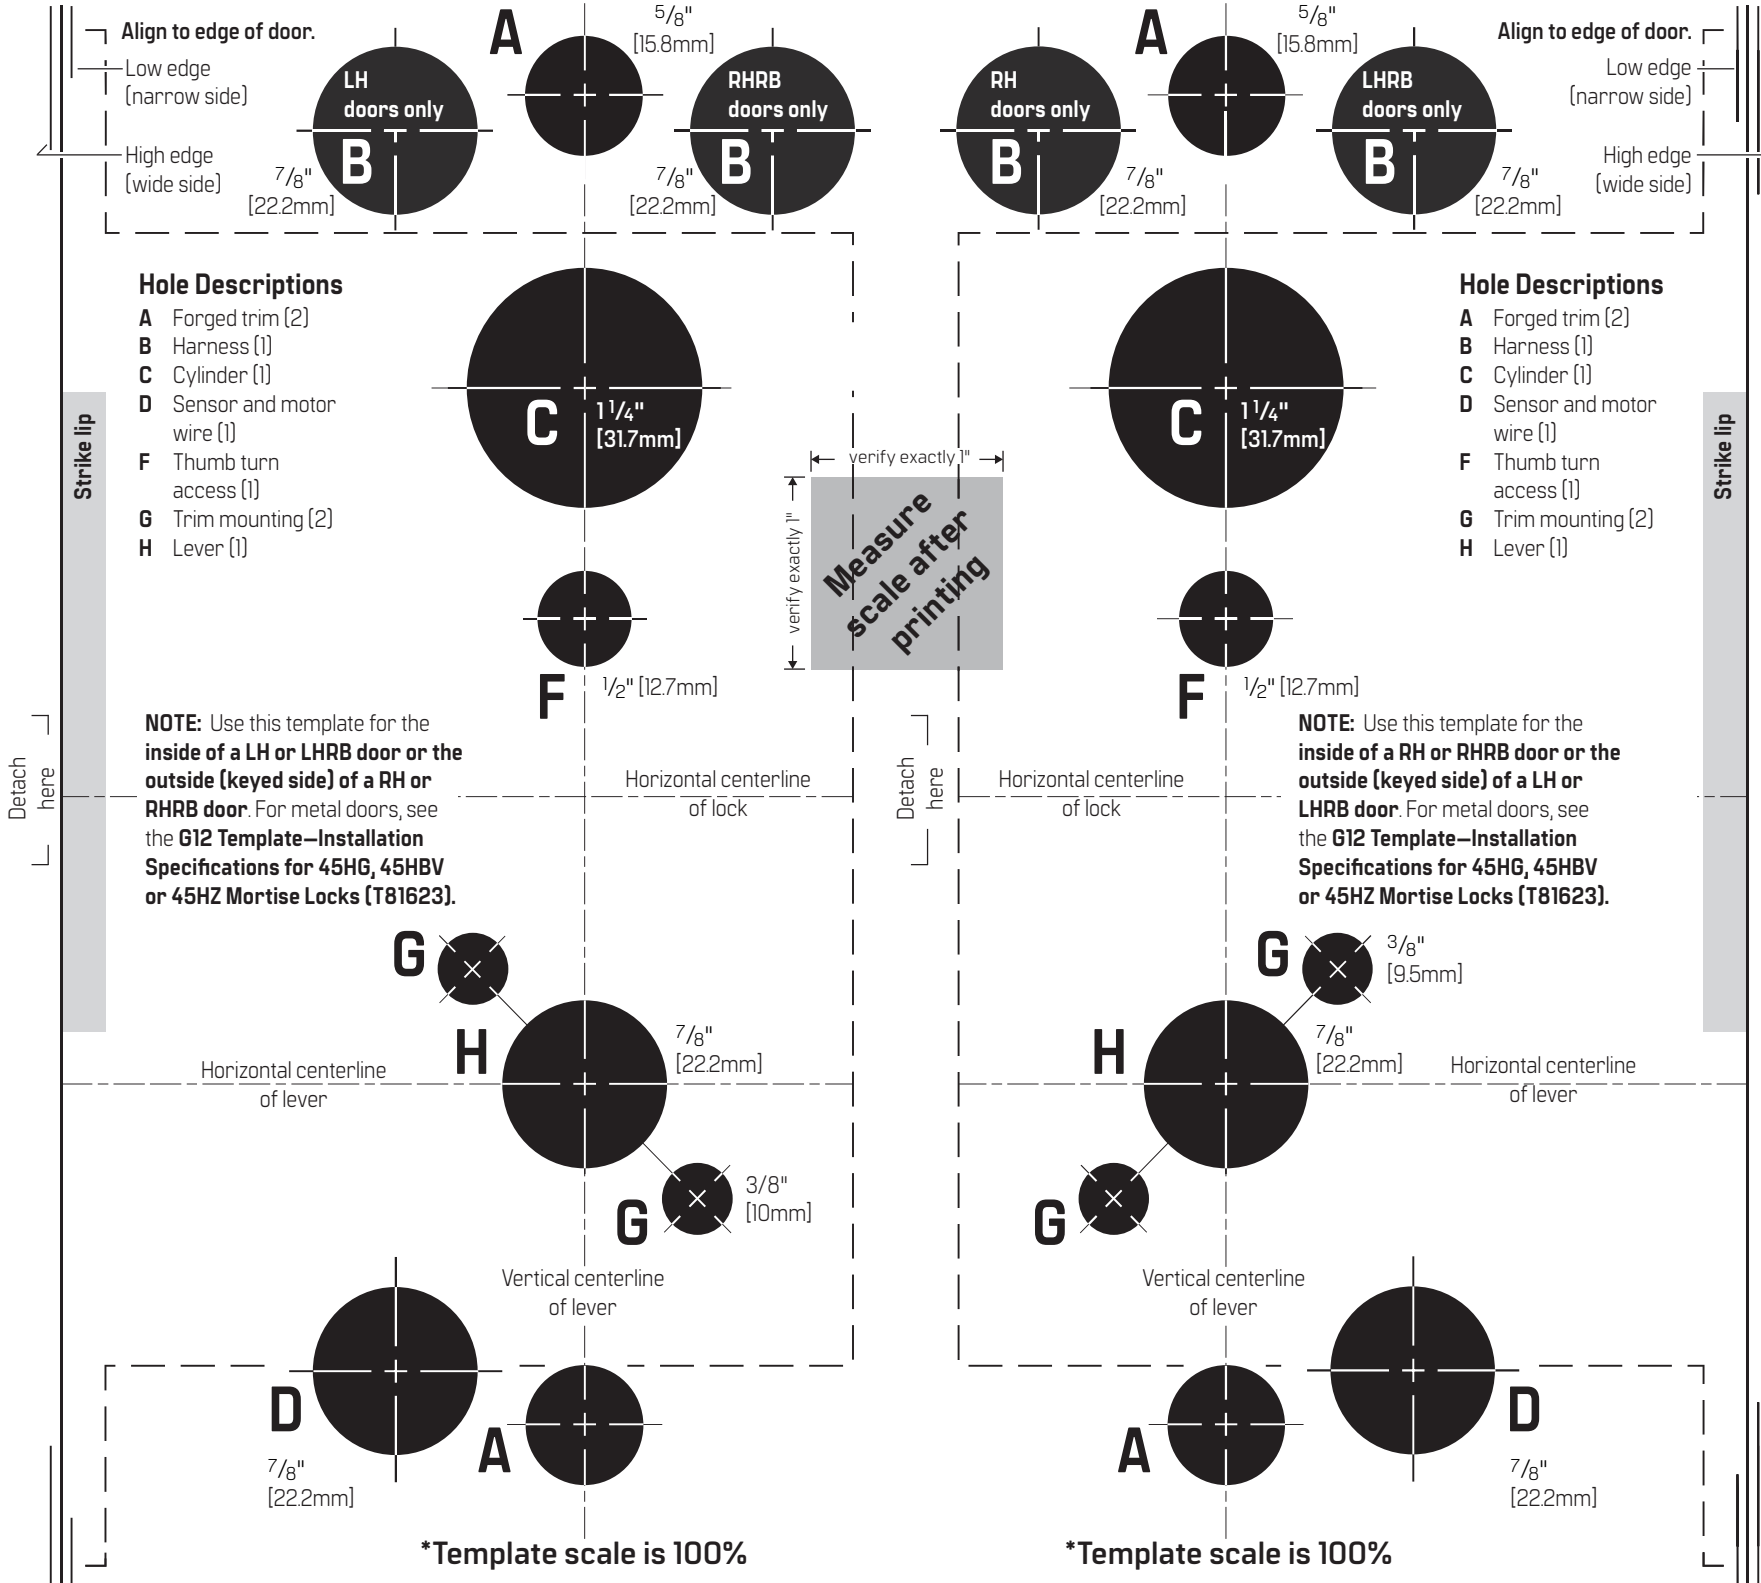 Align to edge of door.
Low edge
(narrow side)
High edge
(wide side)
LH
doors only
B
7/8"
[22.2mm]
A
5/8"
[15.8mm]
RHRB
doors only
B
7/8"
[22.2mm]
Hole Descriptions
A Forged trim (2)
B Harness (1)
C Cylinder (1)
D Sensor and motor
wire (1)
F Thumb turn
access (1)
G Trim mounting (2)
H Lever (1)
Strike lip
C
1 1/4"
[31.7mm]
F
1/2" [12.7mm]
Detach
here
NOTE: Use this template for the
inside of a LH or LHRB door or the
outside (keyed side) of a RH or
RHRB door. For metal doors, see
the G12 Template–Installation
Specifications for 45HG, 45HBV
or 45HZ Mortise Locks (T81623).
Horizontal centerline
of lock
G
H
7/8"
[22.2mm]
Horizontal centerline
of lever
G
3/8"
[10mm]
Vertical centerline
of lever
D
7/8"
[22.2mm]
A
*Template scale is 100%
verify exactly 1"
verify exactly 1"
Measure
scale after
printing
Detach
here
RH
doors only
B
7/8"
[22.2mm]
A
5/8"
[15.8mm]
LHRB
doors only
B
7/8"
[22.2mm]
Align to edge of door.
Low edge
(narrow side)
High edge
(wide side)
C
1 1/4"
[31.7mm]
Hole Descriptions
A Forged trim (2)
B Harness (1)
C Cylinder (1)
D Sensor and motor
wire (1)
F Thumb turn
access (1)
G Trim mounting (2)
H Lever (1)
Strike lip
F
1/2" [12.7mm]
Horizontal centerline
of lock
NOTE: Use this template for the
inside of a RH or RHRB door or the
outside (keyed side) of a LH or
LHRB door. For metal doors, see
the G12 Template–Installation
Specifications for 45HG, 45HBV
or 45HZ Mortise Locks (T81623).
G
3/8"
[9.5mm]
H
7/8"
[22.2mm]
Horizontal centerline
of lever
G
Vertical centerline
of lever
A
D
7/8"
[22.2mm]
*Template scale is 100%